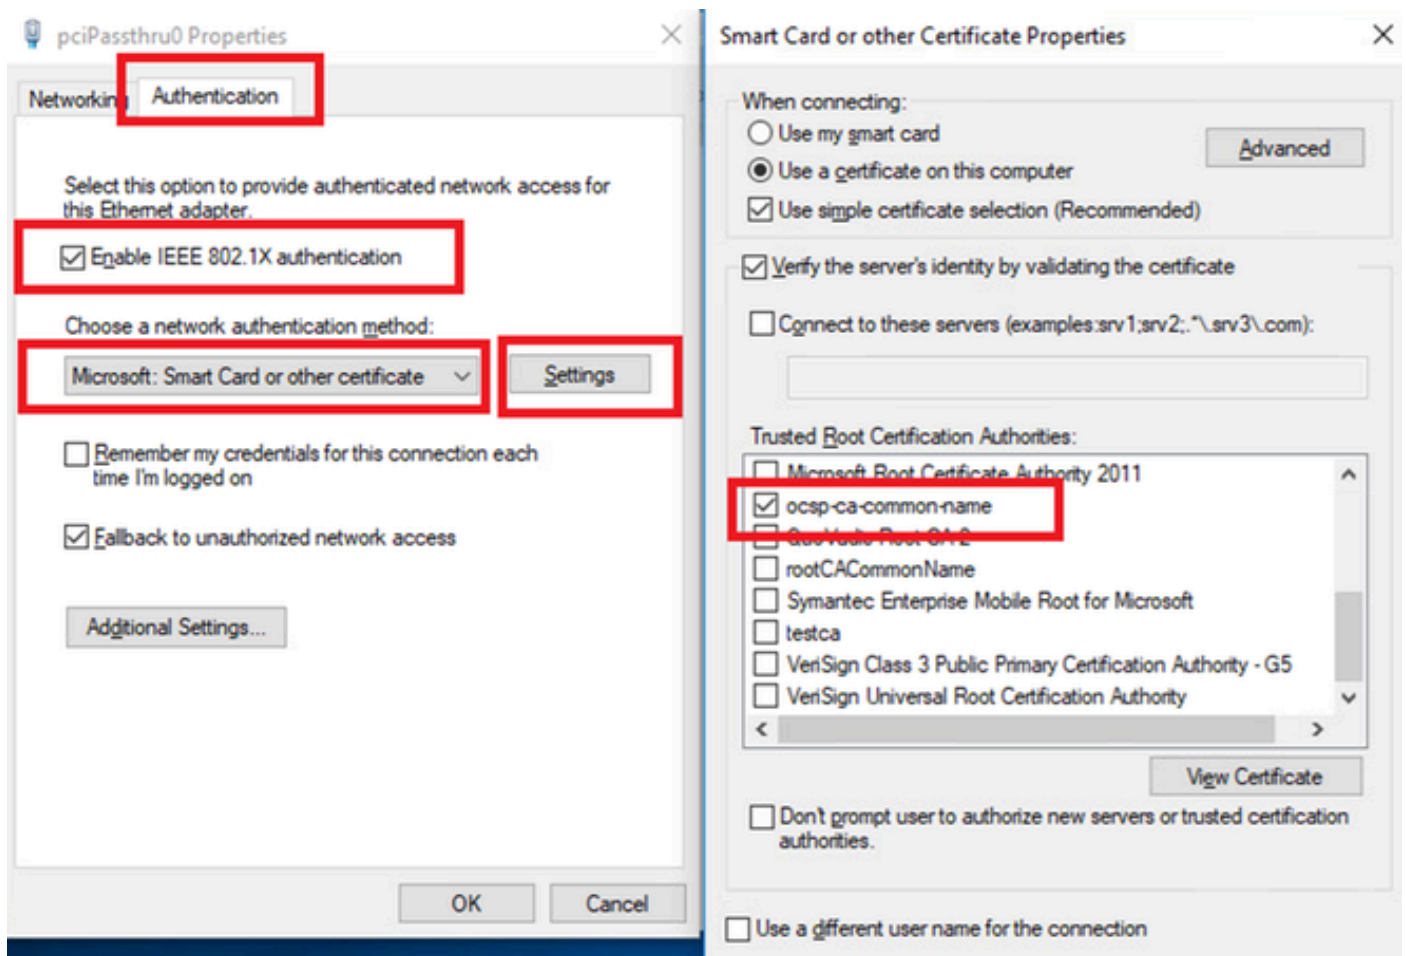 pciPassthru0 Properties
Networking
Authentication
Select this option to provide authenticated network access for
this Ethernet adapter.
Enable IEEE 802.1X authentication
Choose a network authentication method:
Microsoft: Smart Card or other certificate
Settings
Remember my credentials for this connection each
time I'm logged on
Fallback to unauthorized network access
Additional Settings...
OK
Cancel
Smart Card or other Certificate Properties
When connecting:
Use my smart card
Advanced
Use a certificate on this computer
Use simple certificate selection (Recommended)
Verify the server's identity by validating the certificate
Connect to these servers (examples:srv1;srv2;.*\.srv3\.com):
Trusted Root Certification Authorities:
Microsoft Root Certificate Authority 2011
ocsp-ca-common-name
QuoVadis Root CA 2
rootCACommonName
Symantec Enterprise Mobile Root for Microsoft
testca
VeriSign Class 3 Public Primary Certification Authority - G5
VeriSign Universal Root Certification Authority
View Certificate
Don't prompt user to authorize new servers or trusted certification
authorities.
Use a different user name for the connection